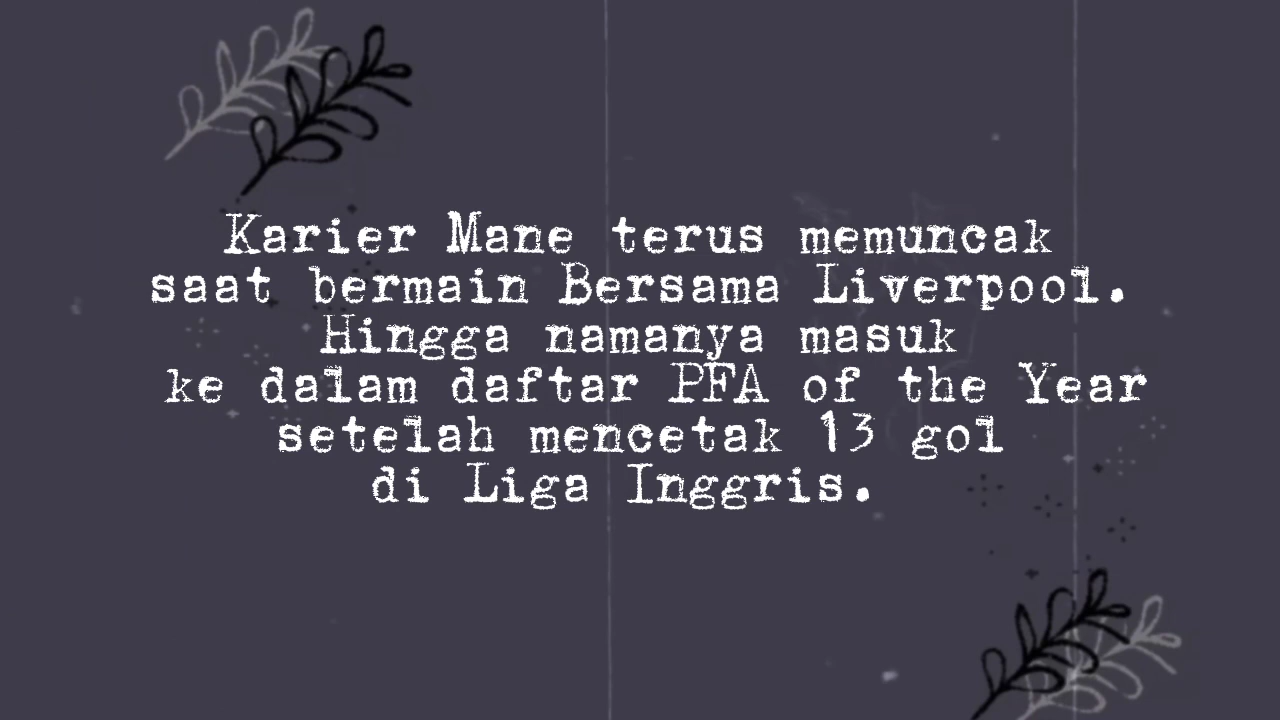 Karier Mane terus memuncak
saat bermain Bersama Liverpool.
Hingga namanya masuk
ke dalam daftar PFA of the Year
setelah mencetak 13 gol
di Liga Inggris.